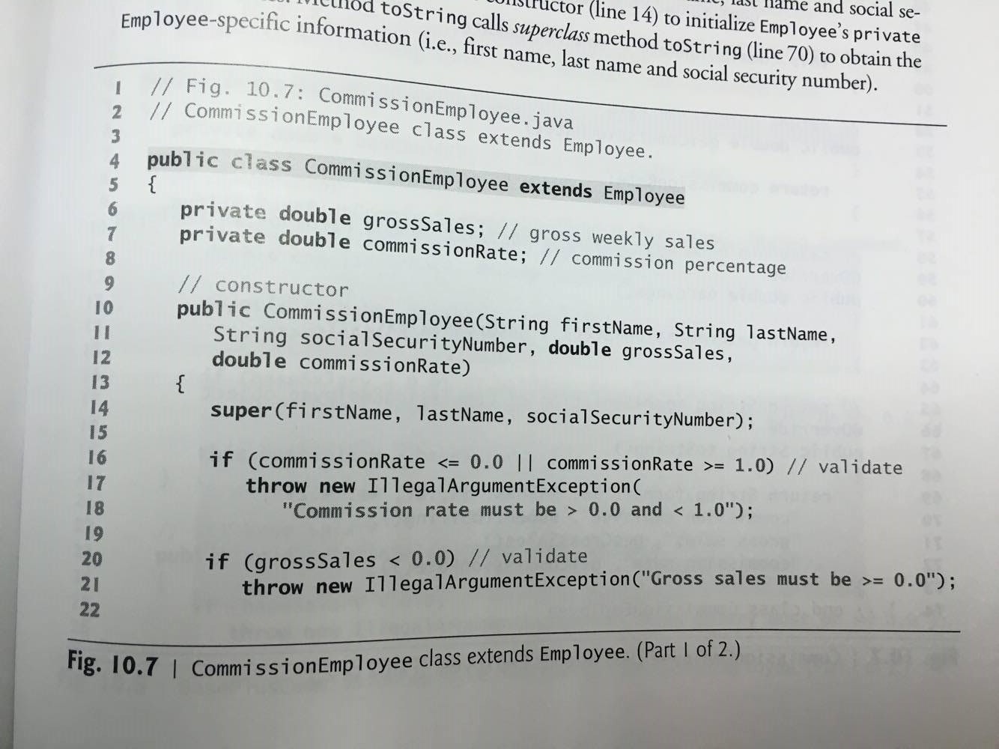 last name and social se-
Method toString calls superclass constructor (line 14) to initialize Employee's private
Employee-specific information (i.e., first name, last name and social security number).
method toString (line 70) to obtain the
1 // Fig. 10.7: CommissionEmployee.java
2 // CommissionEmployee class extends Employee.
3
4 public class CommissionEmployee extends Employee
5 {
6 private double grossSales; // gross weekly sales
7 private double commissionRate; // commission percentage
8
9 // constructor
10 public CommissionEmployee(String firstName, String lastName,
11 String socialSecurityNumber, double grossSales,
12 double commissionRate)
13 {
14 super(firstName, lastName, socialSecurityNumber);
15
16 if (commissionRate <= 0.0 || commissionRate >= 1.0) // validate
17 throw new IllegalArgumentException(
18 "Commission rate must be > 0.0 and < 1.0");
19
20 if (grossSales < 0.0) // validate
21 throw new IllegalArgumentException("Gross sales must be >= 0.0");
22
Fig. 10.7 | CommissionEmployee class extends Employee. (Part 1 of 2.)